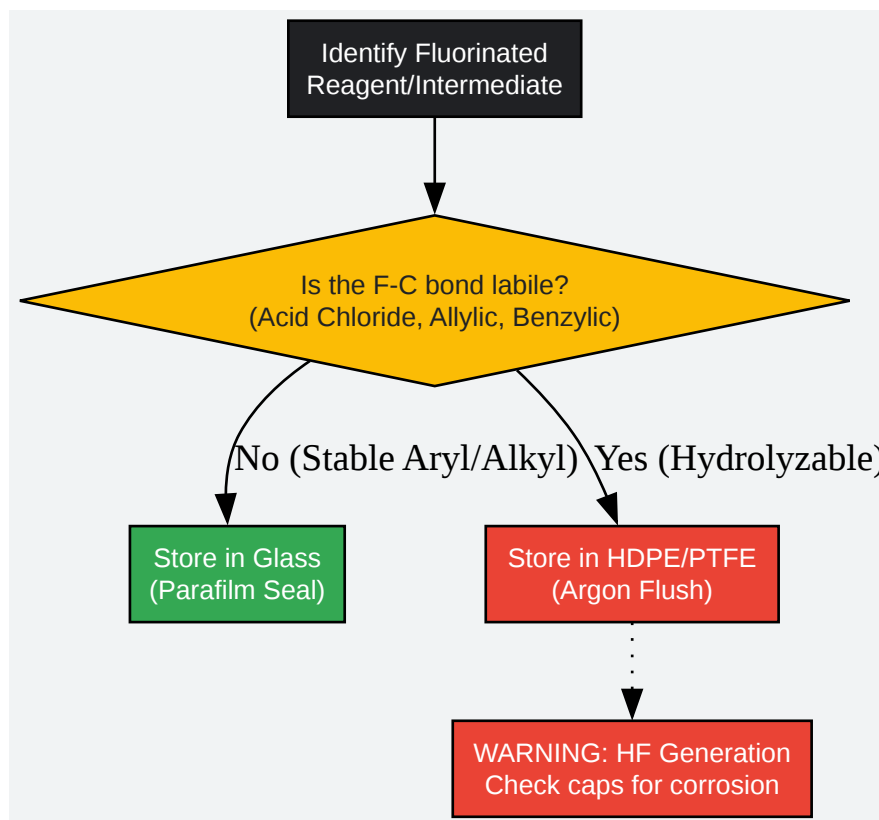 Identify Fluorinated
Reagent/Intermediate
Is the F-C bond labile?
(Acid Chloride, Allylic, Benzylic)
No (Stable Aryl/Alkyl)
Yes (Hydrolyzable)
Store in Glass
(Parafilm Seal)
Store in HDPE/PTFE
(Argon Flush)
WARNING: HF Generation
Check caps for corrosion